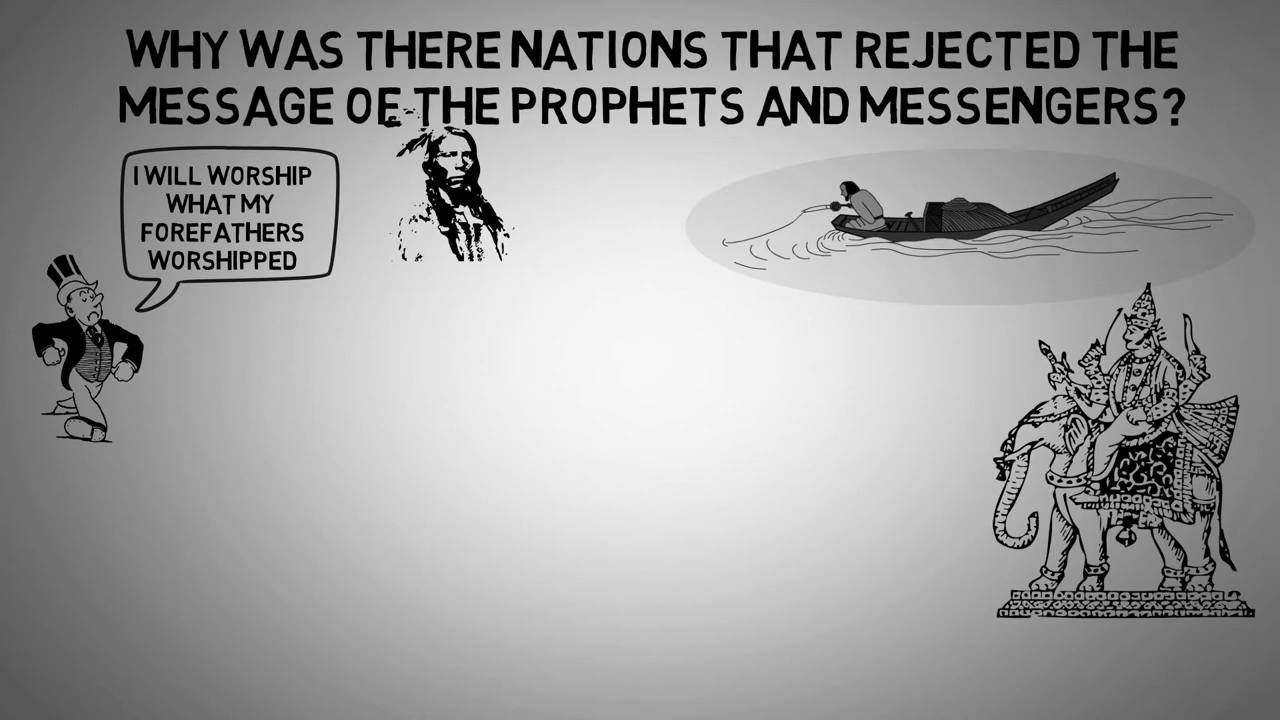 WHY WAS THERE NATIONS THAT REJECTED THE
MESSAGE OF THE PROPHETS AND MESSENGERS?
I WILL WORSHIP
WHAT MY
FOREFATHERS
WORSHIPPED